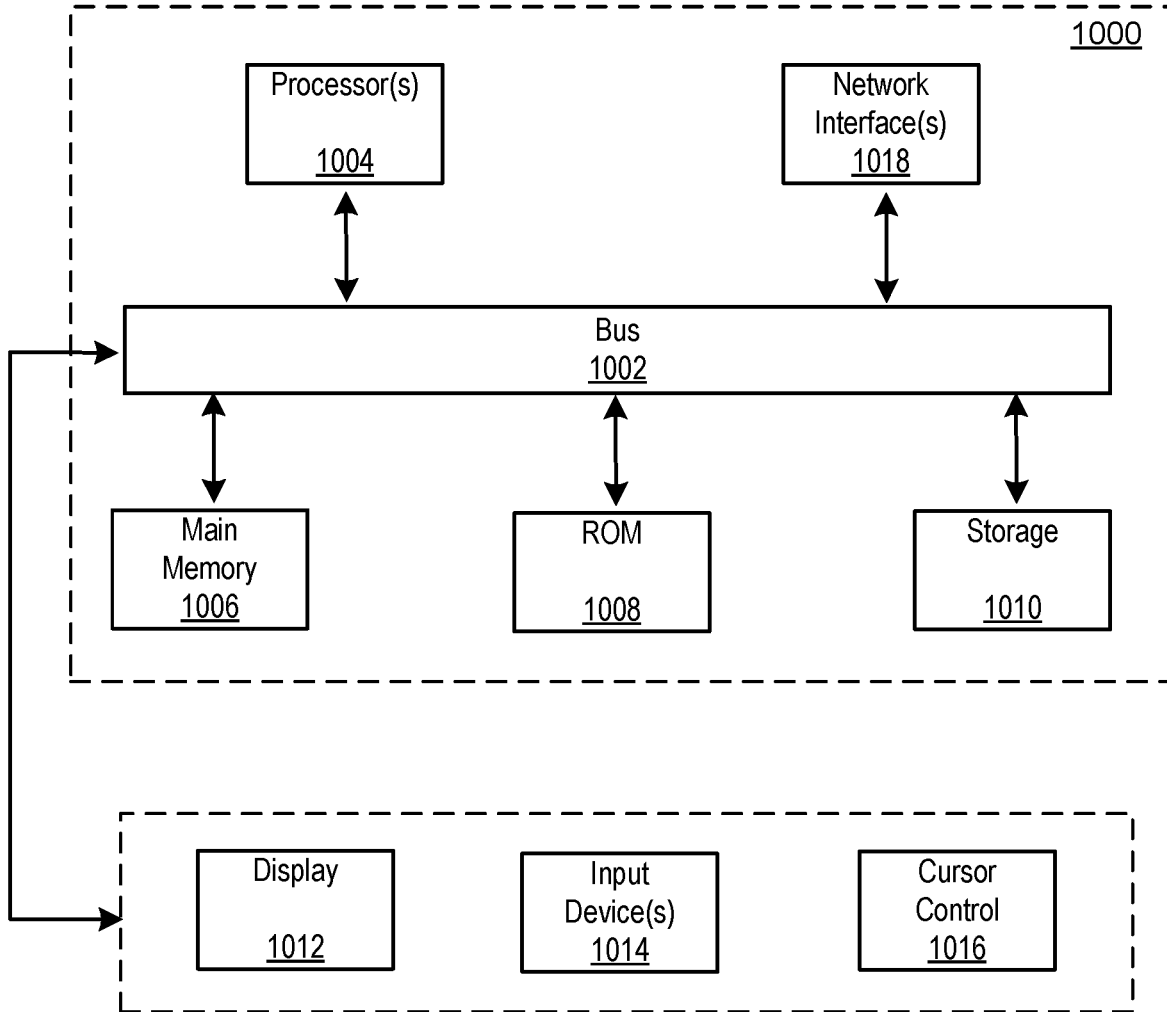 1000
Processor(s)
1004
Network
Interface(s)
1018
Bus
1002
Main
Memory
1006
ROM
1008
Storage
1010
Display
1012
Input
Device(s)
1014
Cursor
Control
1016